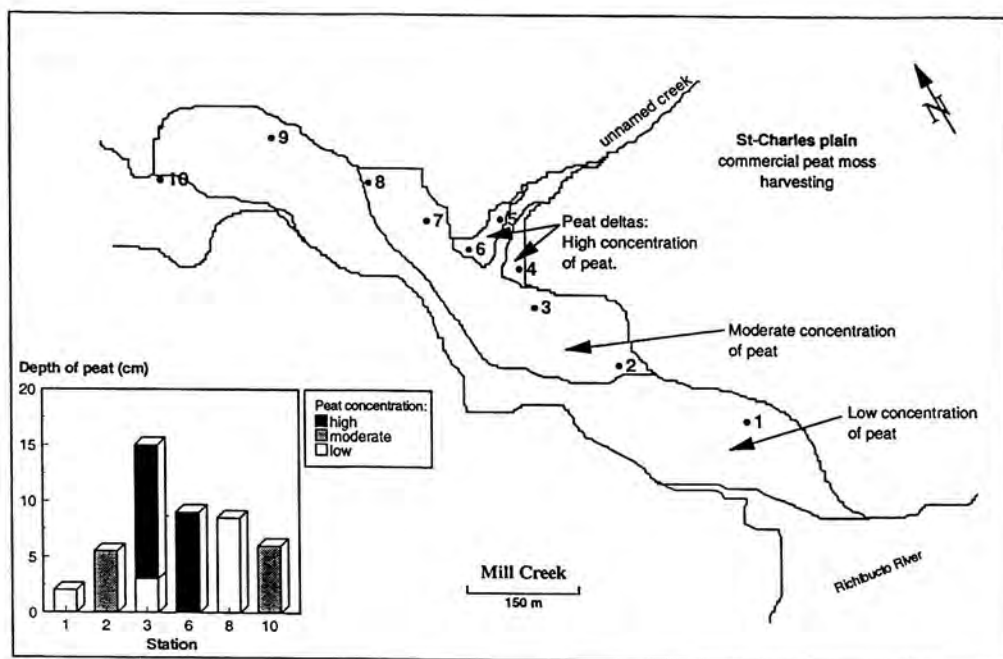 unnamed creek
N
St-Charles plain
commercial peat moss
harvesting
9
10
8
7
5
6
Peat deltas:
High concentration
of peat.
4
3
Moderate concentration
of peat
2
1
Low concentration
of peat
Richibucto River
Mill Creek
150 m
Depth of peat (cm)
20
15
10
5
0
1 2 3 6 8 10
Station
Peat concentration:
high
moderate
low